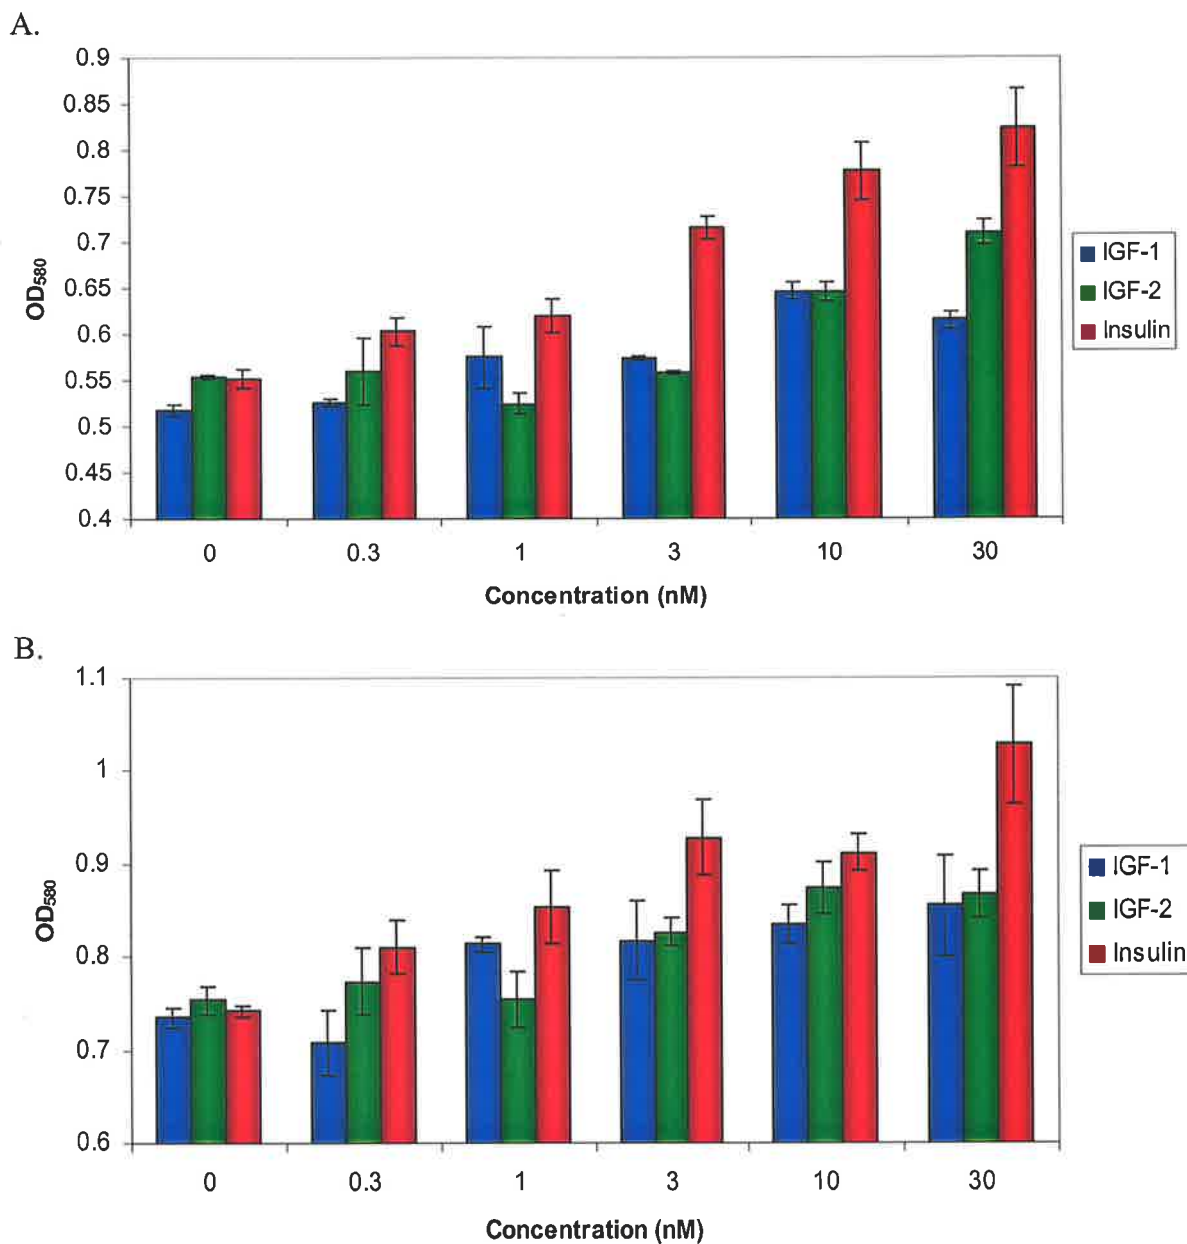 A.
0.9
0.85
0.8
0.75
0.7
0.65
0.6
0.55
0.5
0.45
0.4
OD580
0 0.3 1 3 10 30
Concentration (nM)
IGF-1
IGF-2
Insulin
B.
1.1
1
0.9
0.8
0.7
0.6
OD580
0 0.3 1 3 10 30
Concentration (nM)
IGF-1
IGF-2
Insulin